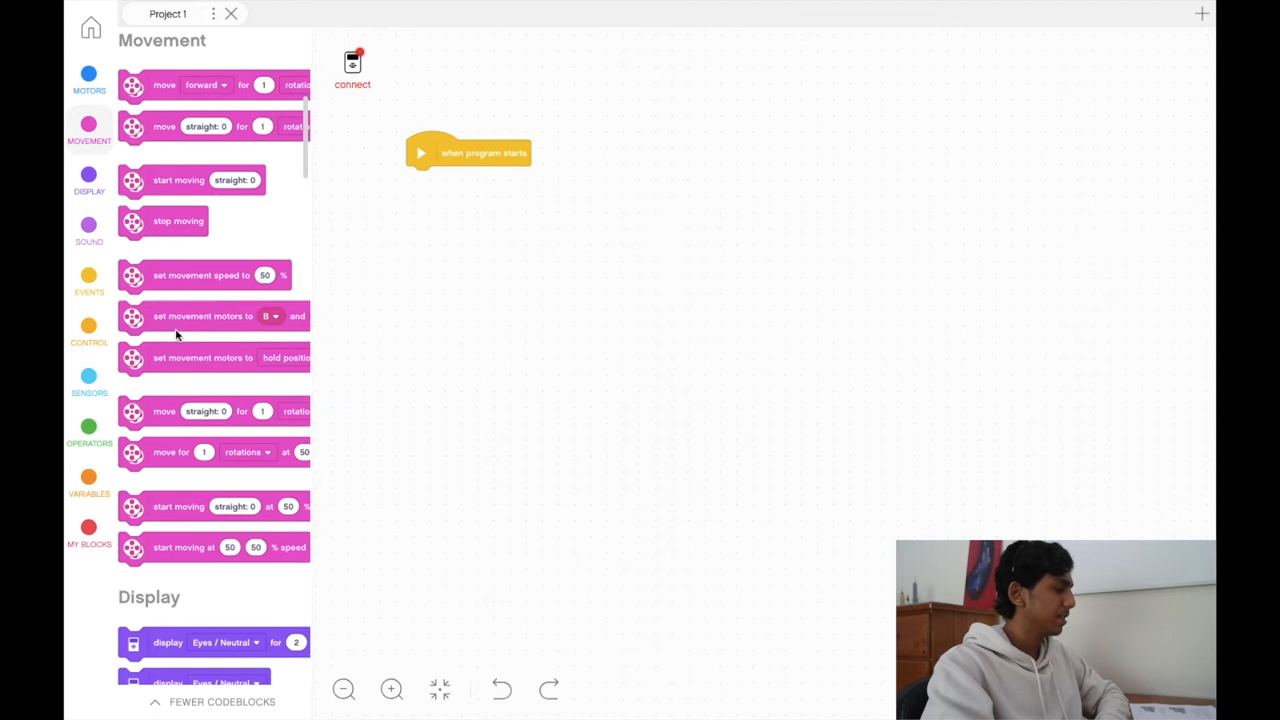 Project 1
Movement
connect
MOTORS
MOVEMENT
DISPLAY
SOUND
EVENTS
CONTROL
SENSORS
OPERATORS
VARIABLES
MY BLOCKS
move forward for 1
move straight: 0 for 1
start moving straight: 0
stop moving
set movement speed to 50 %
set movement motors to B and
set movement motors to
move straight: 0 for 1
move for 1 rotations at 50
start moving straight: 0 at 50 %
start moving at 50 50 % speed
Display
display Eyes / Neutral for 2
display Eyes / Neutral
FEWER CODEBLOCKS
when program starts